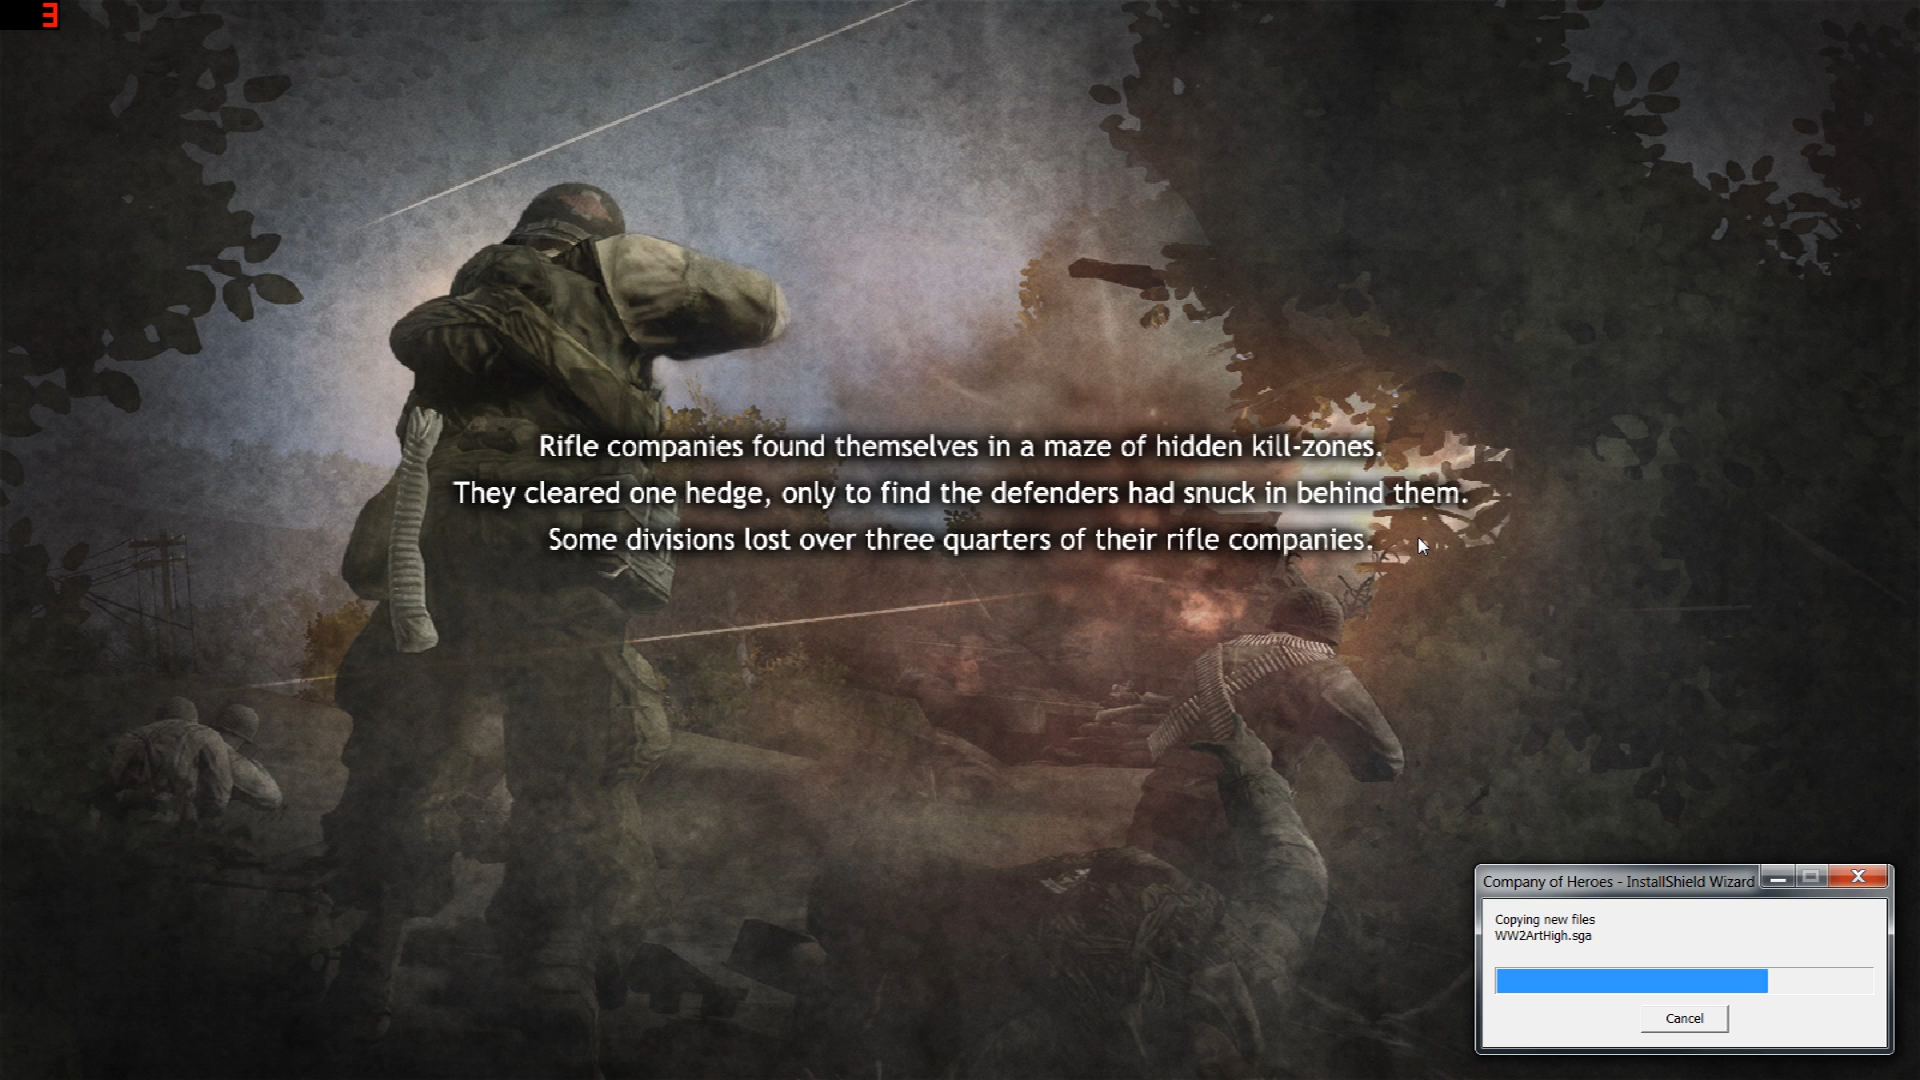 3
Rifle companies found themselves in a maze of hidden kill-zones.
They cleared one hedge, only to find the defenders had snuck in behind them.
Some divisions lost over three quarters of their rifle companies.
Company of Heroes - InstallShield Wizard
Copying new files
WW2ArtHigh.sga
Cancel